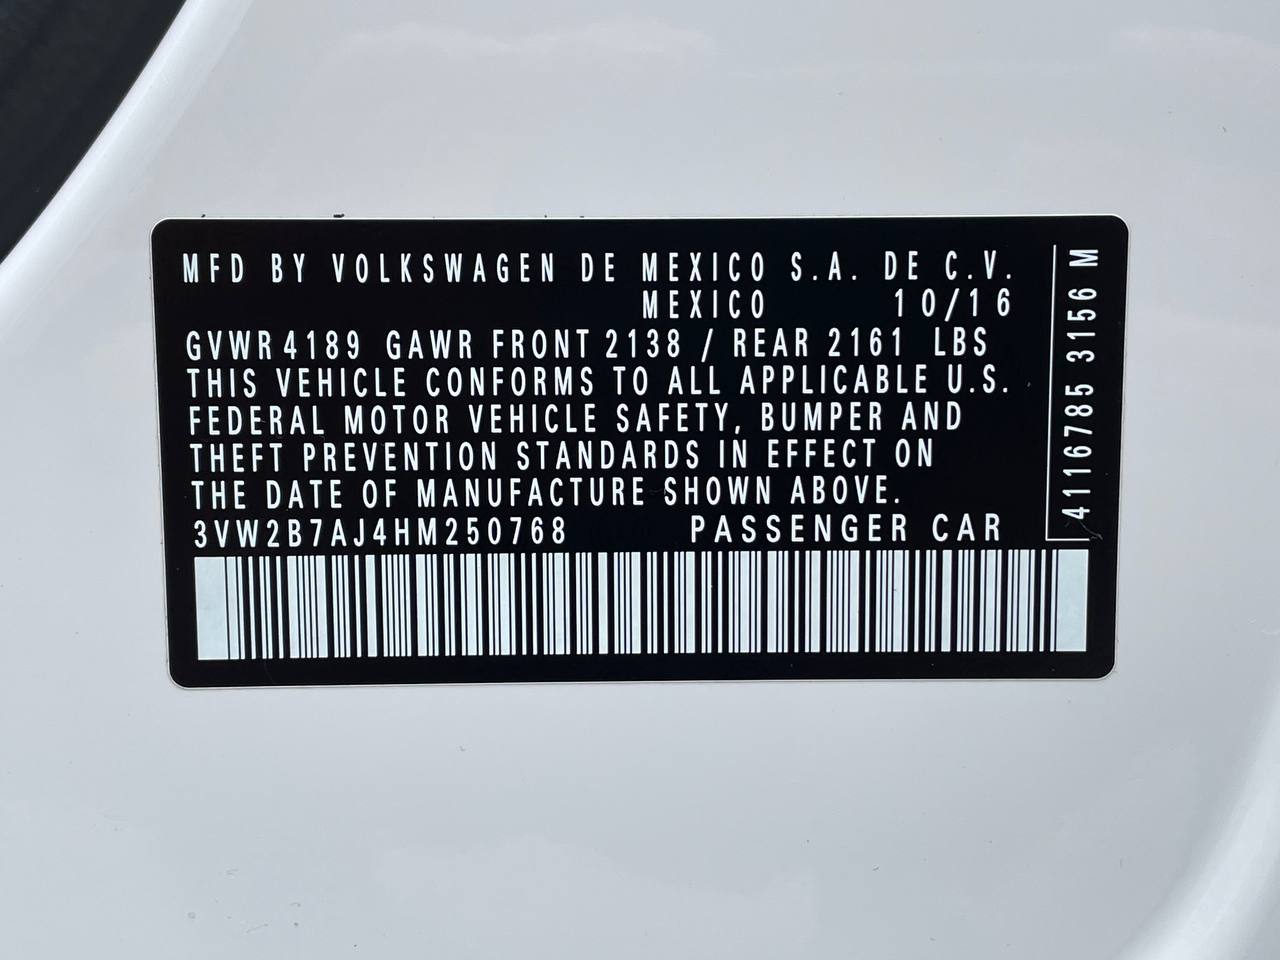 MFD BY VOLKSWAGEN DE MEXICO S.A. DE C.V.
MEXICO 10/16
GVWR 4189 GAWR FRONT 2138 / REAR 2161 LBS
THIS VEHICLE CONFORMS TO ALL APPLICABLE U.S.
FEDERAL MOTOR VEHICLE SAFETY, BUMPER AND
THEFT PREVENTION STANDARDS IN EFFECT ON
THE DATE OF MANUFACTURE SHOWN ABOVE.
3VW2B7AJ4HM250768 PASSENGER CAR
4116785 3156 M